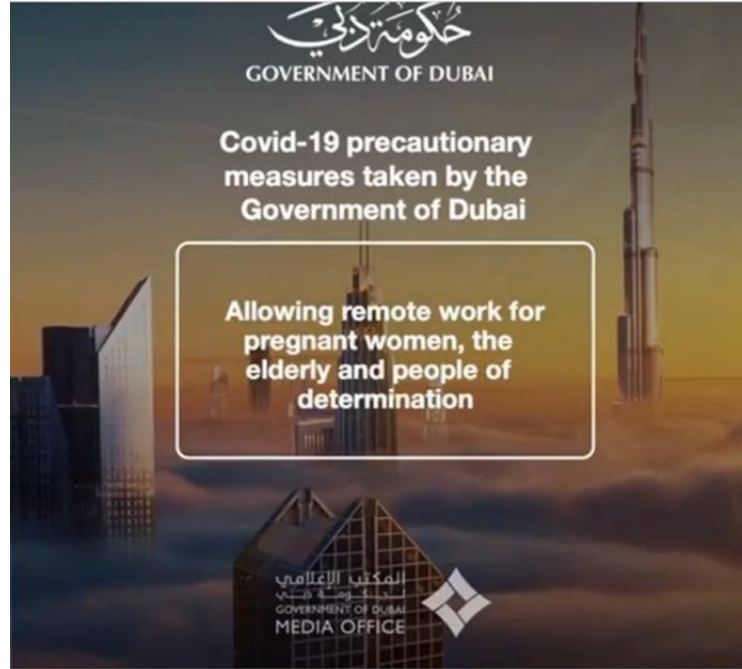 حكومة دبي
GOVERNMENT OF DUBAI
Covid-19 precautionary
measures taken by the
Government of Dubai
Allowing remote work for
pregnant women, the
elderly and people of
determination
المكتب الإعلامي
لحكومة دبي
GOVERNMENT OF DUBAI
MEDIA OFFICE